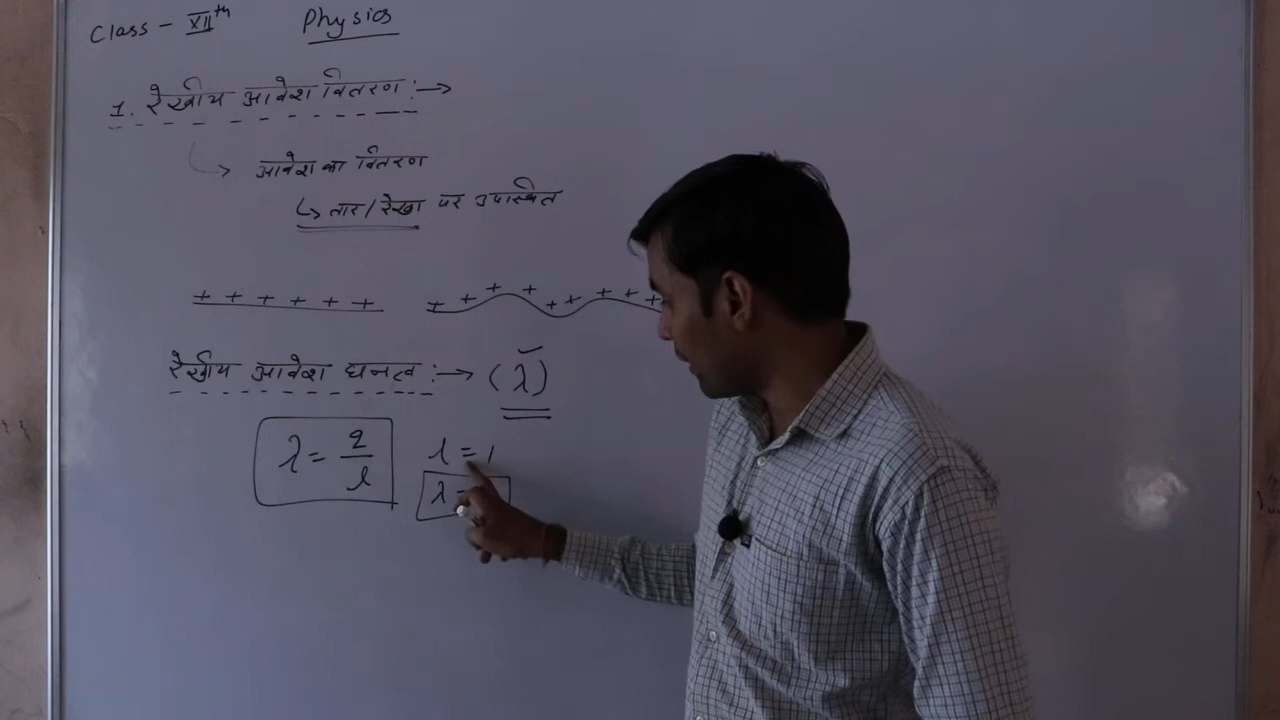 Class - XIIth Physics
1. रेखीय आवेश वितरण :→
↳ आवेश का वितरण
↳ तार/रेखा पर उपस्थित
+ + + + + + + + + + + + + +
रेखीय आवेश घनत्व :→ (λ)
λ = q/l l = 1
λ =